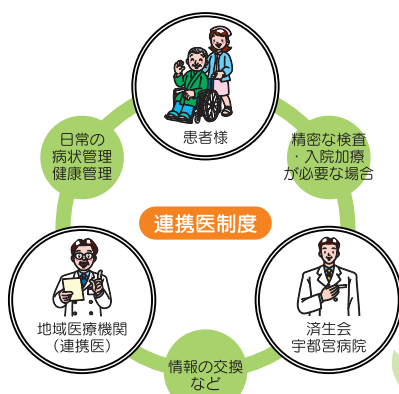 患者様
日常の
病状管理
健康管理
精密な検査
・入院加療
が必要な場合
連携医制度
地域医療機関
（連携医）
済生会
宇都宮病院
情報の交換
など